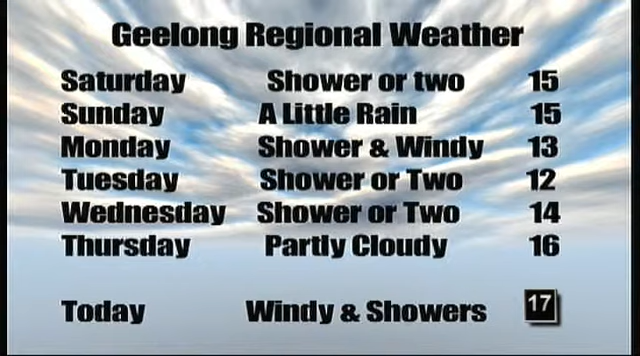 Geelong Regional Weather
Saturday Shower or two 15
Sunday A Little Rain 15
Monday Shower & Windy 13
Tuesday Shower or Two 12
Wednesday Shower or Two 14
Thursday Partly Cloudy 16
Today Windy & Showers 17